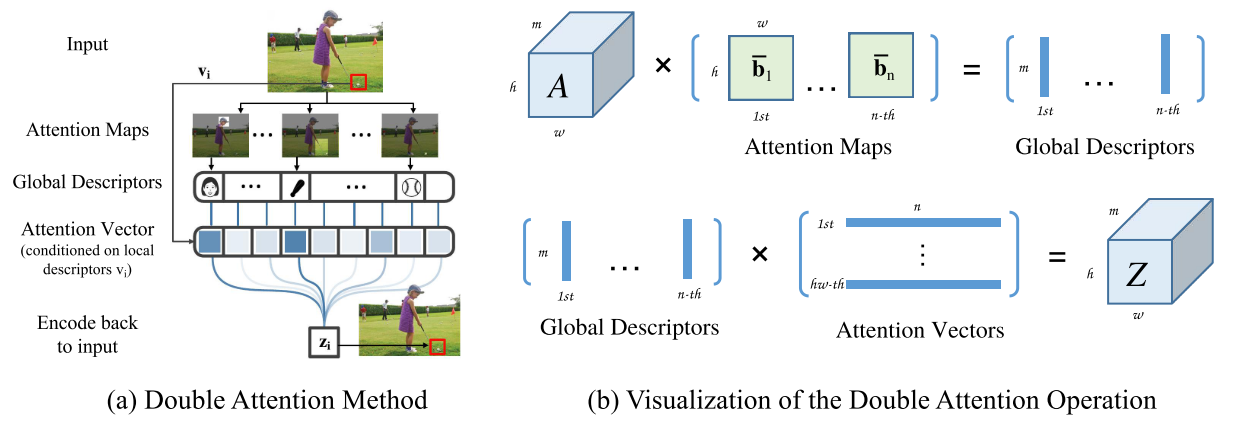 Input
v_i
Attention Maps
... ...
Global Descriptors
... ...
Attention Vector
(conditioned on local
descriptors v_i)
Encode back
to input
z_i
(a) Double Attention Method
m
h
A
w
×
w
h
b̄_1
1st
...
b̄_n
n-th
Attention Maps
=
m
1st
...
n-th
Global Descriptors
m
1st
...
n-th
Global Descriptors
×
n
1st
⋮
hw-th
Attention Vectors
=
m
h
Z
w
(b) Visualization of the Double Attention Operation